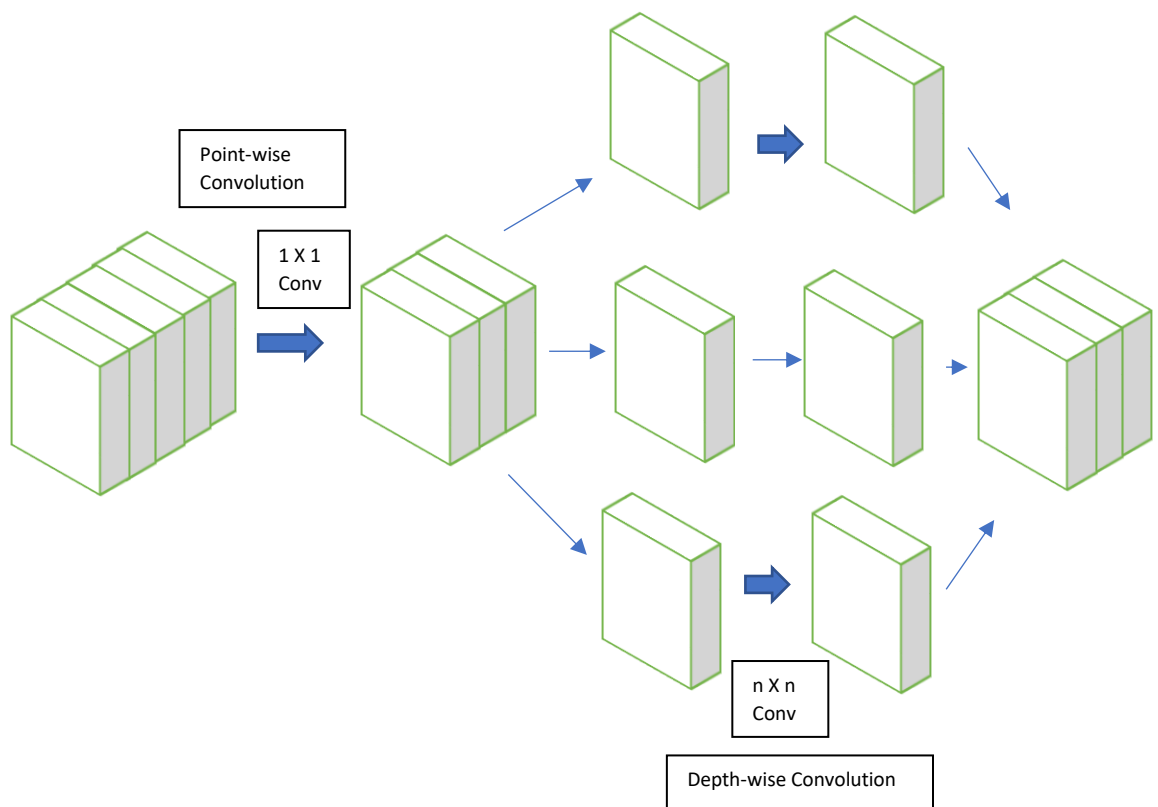 Point-wise
Convolution
1 X 1
Conv
n X n
Conv
Depth-wise Convolution